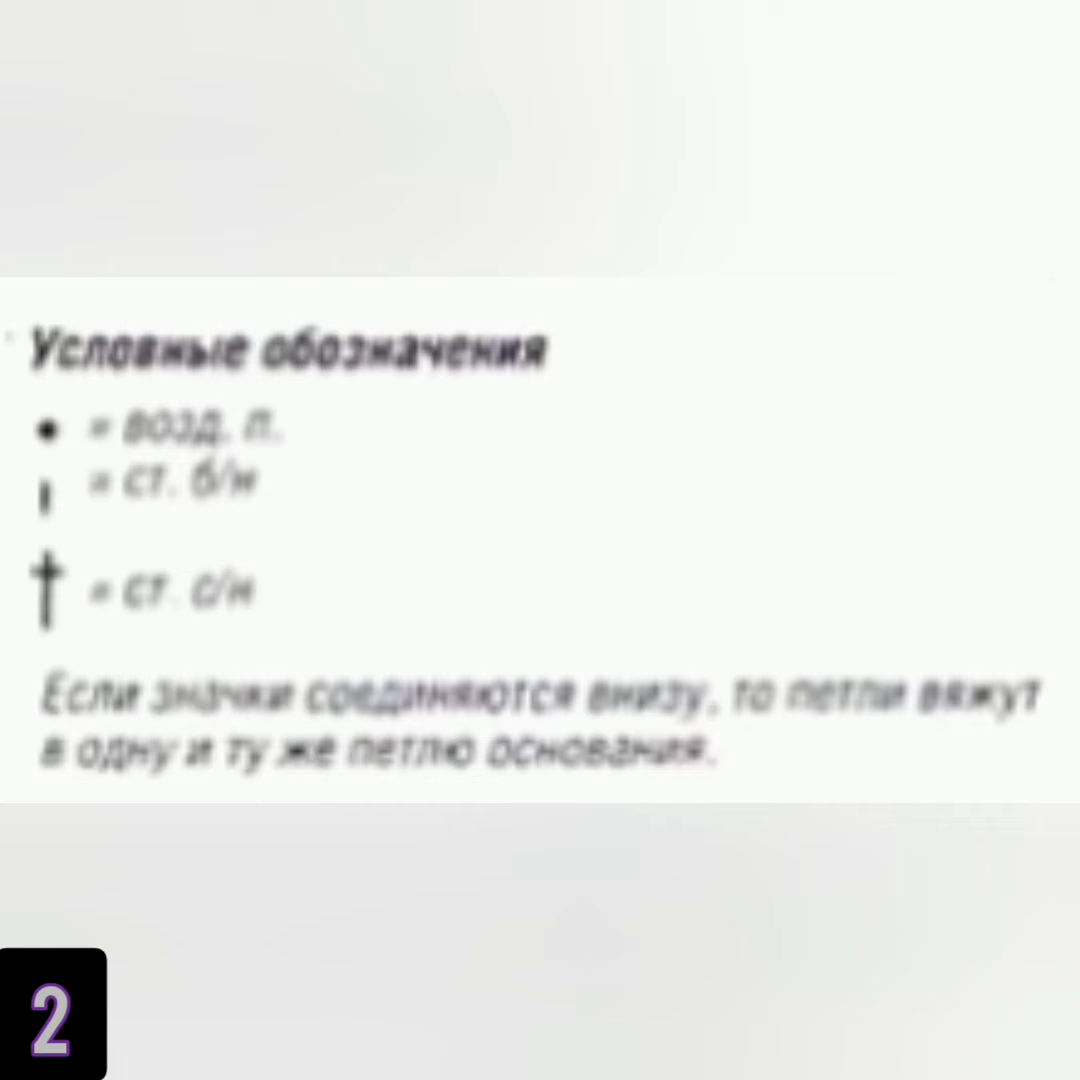 Условные обозначения
• = возд. п.
= ст. б/н
† = ст. с/н
Если значки соединяются внизу, то петли вяжут
в одну и ту же петлю основания.
2